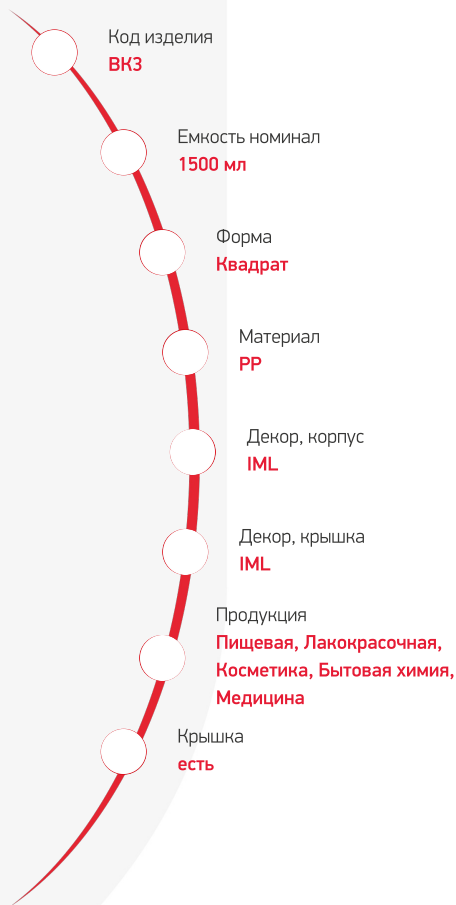 Код изделия
ВК3
Емкость номинал
1500 мл
Форма
Квадрат
Материал
PP
Декор, корпус
IML
Декор, крышка
IML
Продукция
Пищевая, Лакокрасочная,
Косметика, Бытовая химия,
Медицина
Крышка
есть